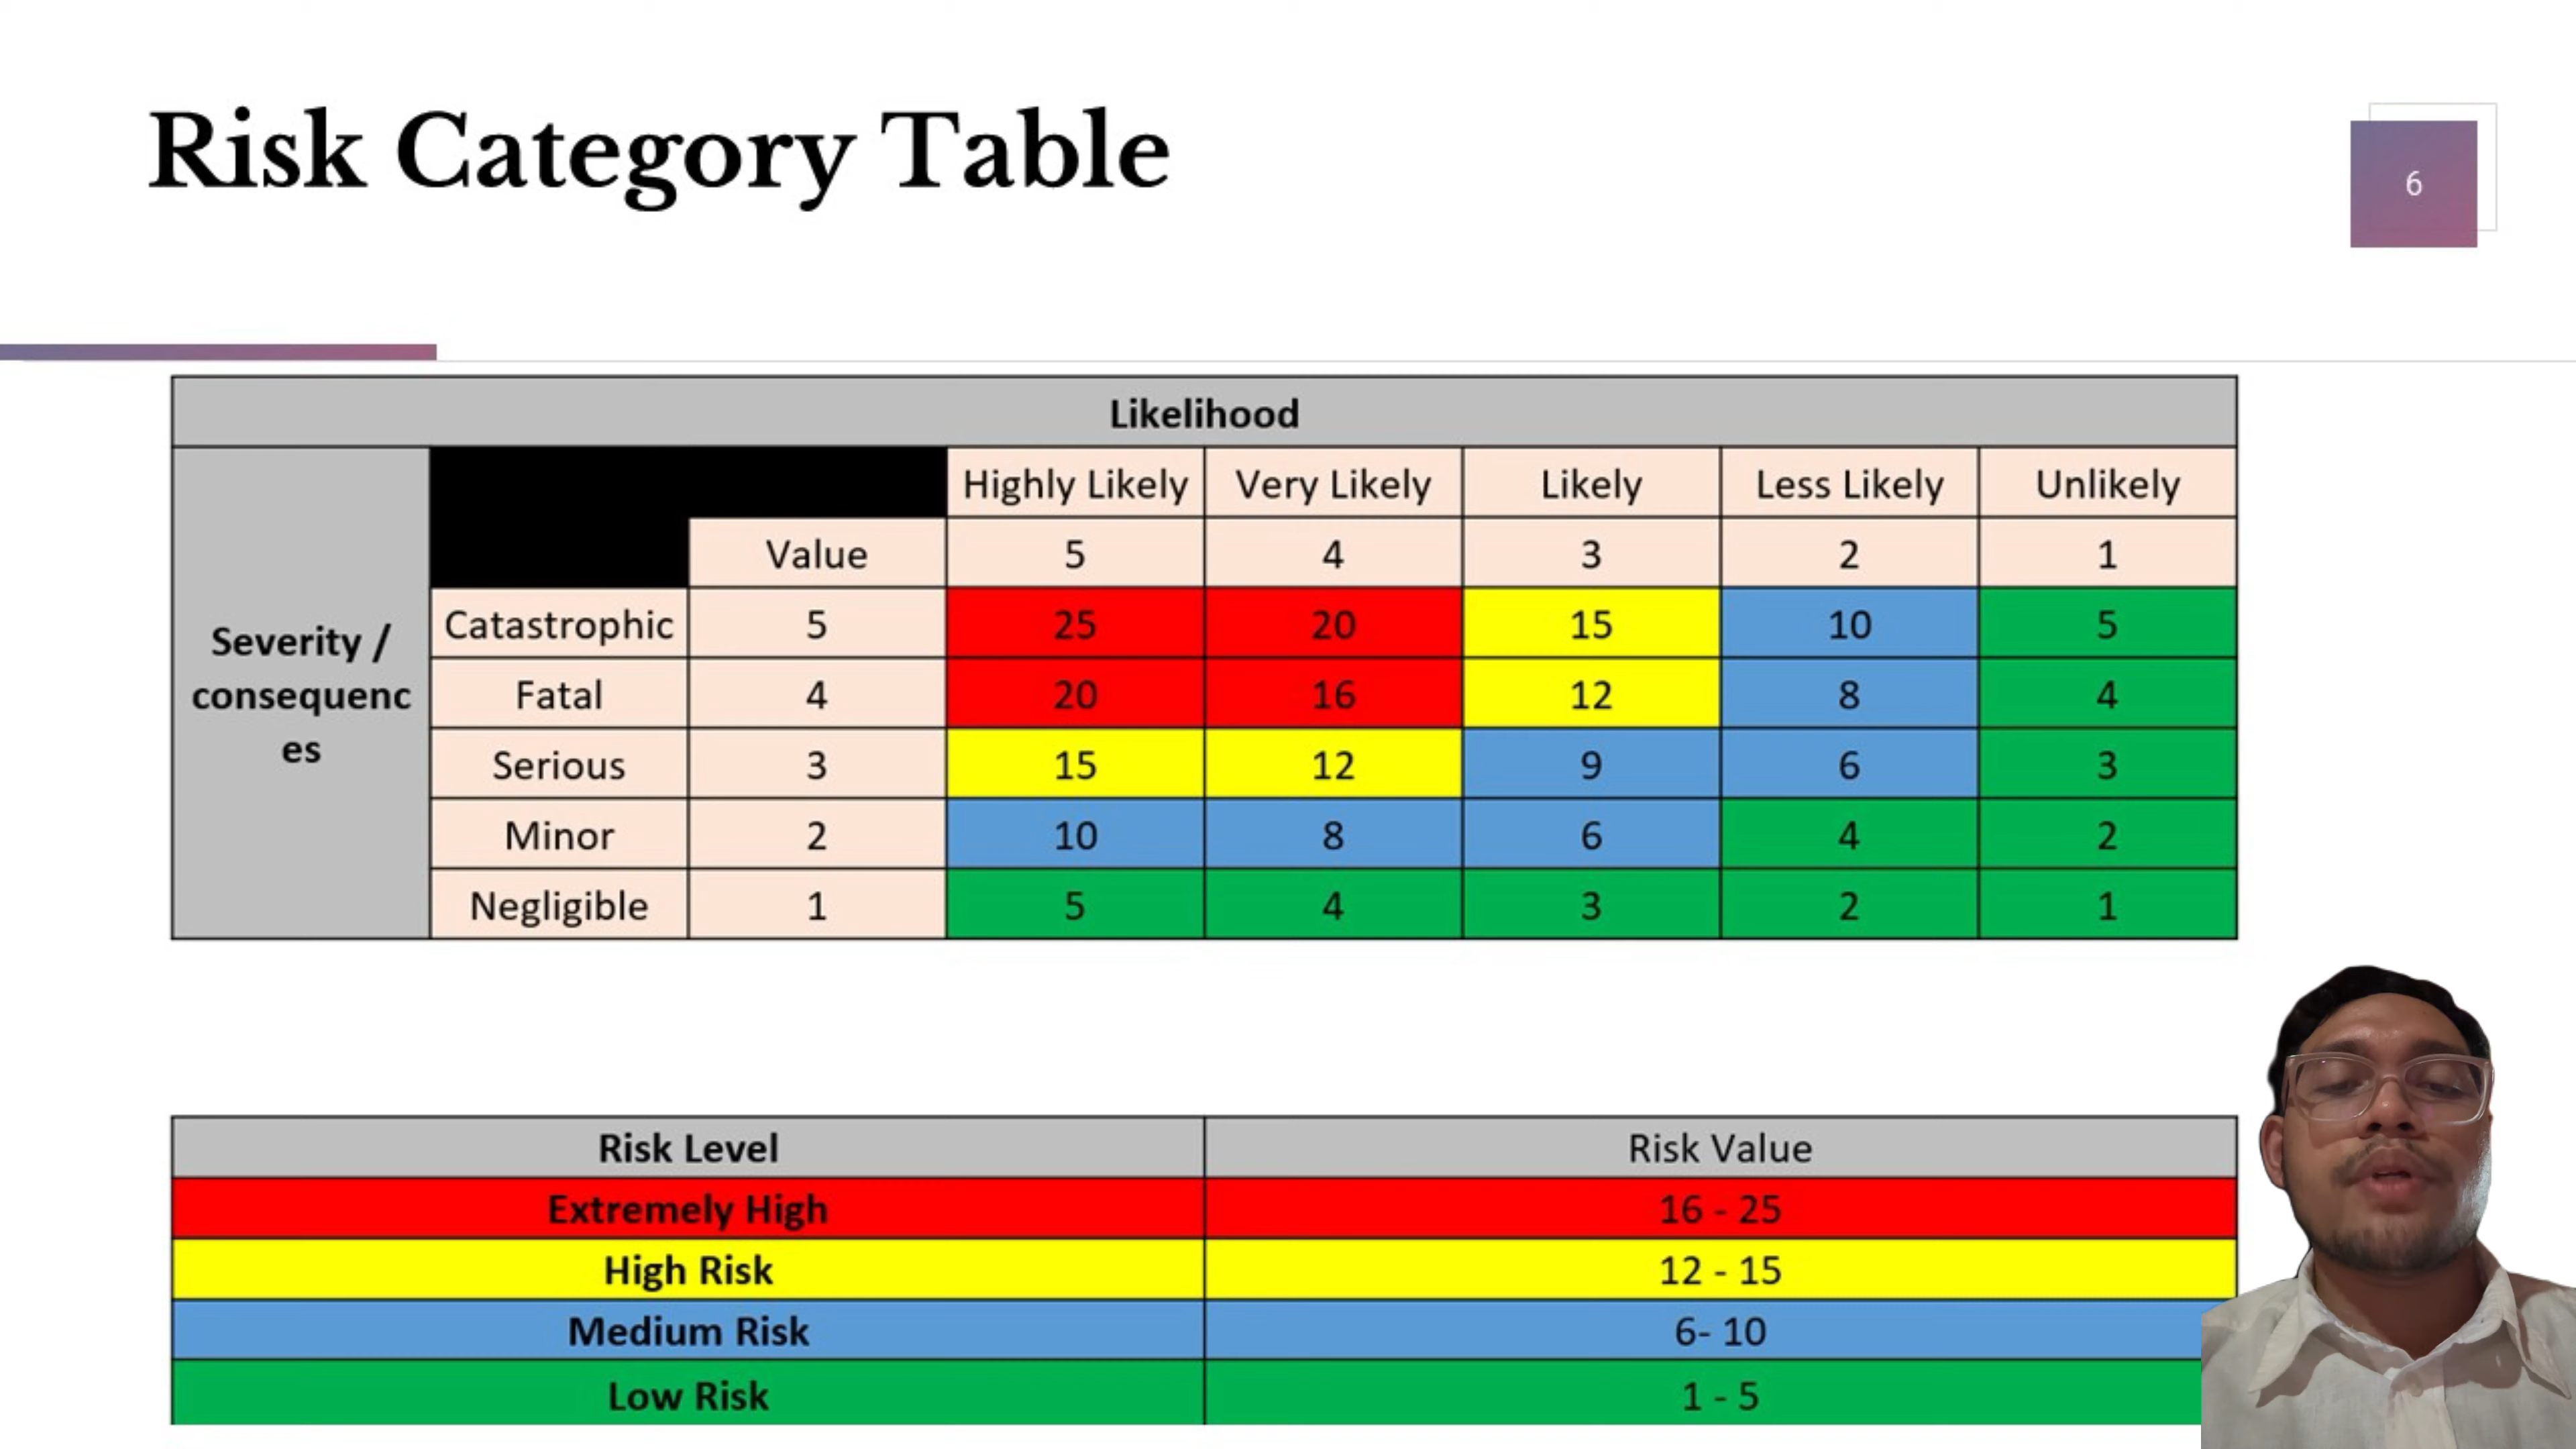 Risk Category Table
6
Likelihood
Highly Likely Very Likely Likely Less Likely Unlikely
Value 5 4 3 2 1
Severity /
consequenc
es
Catastrophic 5 25 20 15 10 5
Fatal 4 20 16 12 8 4
Serious 3 15 12 9 6 3
Minor 2 10 8 6 4 2
Negligible 1 5 4 3 2 1
Risk Level Risk Value
Extremely High 16 - 25
High Risk 12 - 15
Medium Risk 6- 10
Low Risk 1 - 5